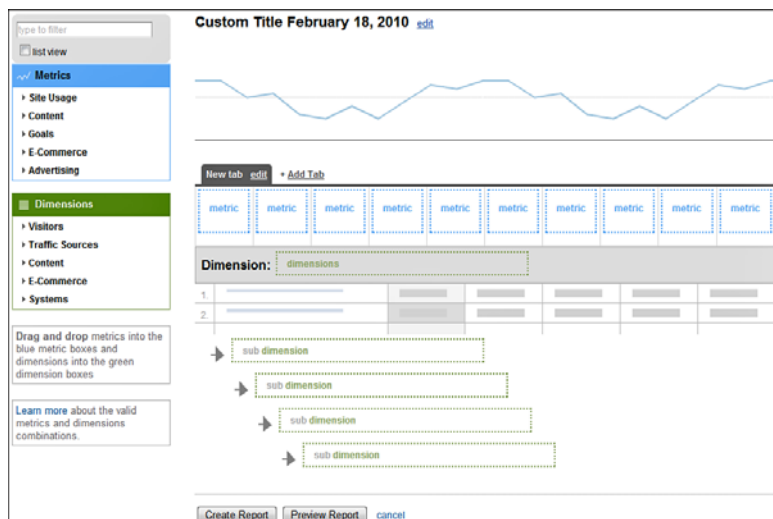 type to filter
list view
Metrics
Site Usage
Content
Goals
E-Commerce
Advertising
Dimensions
Visitors
Traffic Sources
Content
E-Commerce
Systems
Drag and drop metrics into the
blue metric boxes and
dimensions into the green
dimension boxes
Learn more about the valid
metrics and dimensions
combinations.
Custom Title February 18, 2010 edit
New tab edit + Add Tab
metric metric metric metric metric metric metric metric metric metric
Dimension: dimensions
1.
2.
sub dimension
sub dimension
sub dimension
sub dimension
Create Report Preview Report cancel